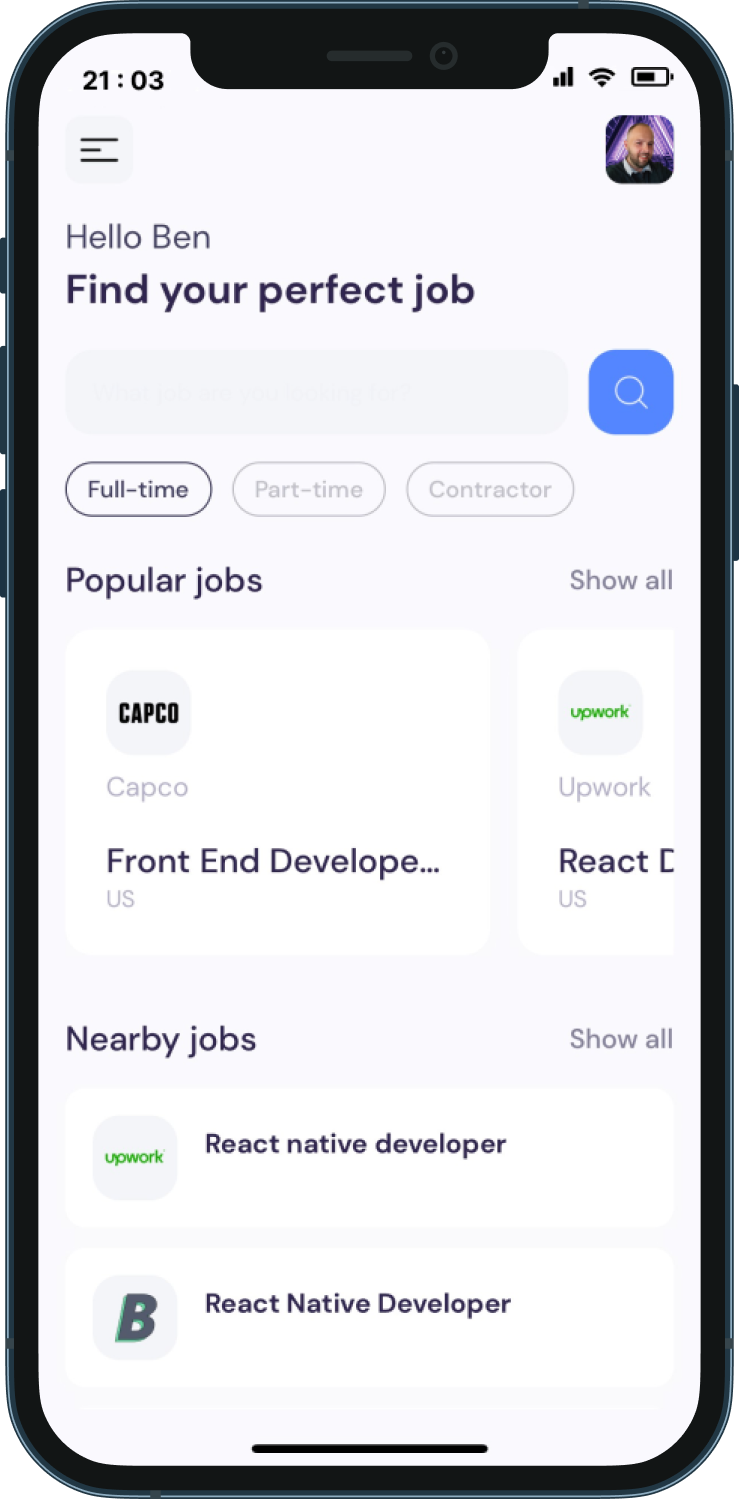 21:03
Hello Ben
Find your perfect job
What job are you looking for?
Full-time Part-time Contractor
Popular jobs Show all
CAPCO upwork
Capco Upwork
Front End Develope... React D
US US
Nearby jobs Show all
upwork React native developer
B React Native Developer